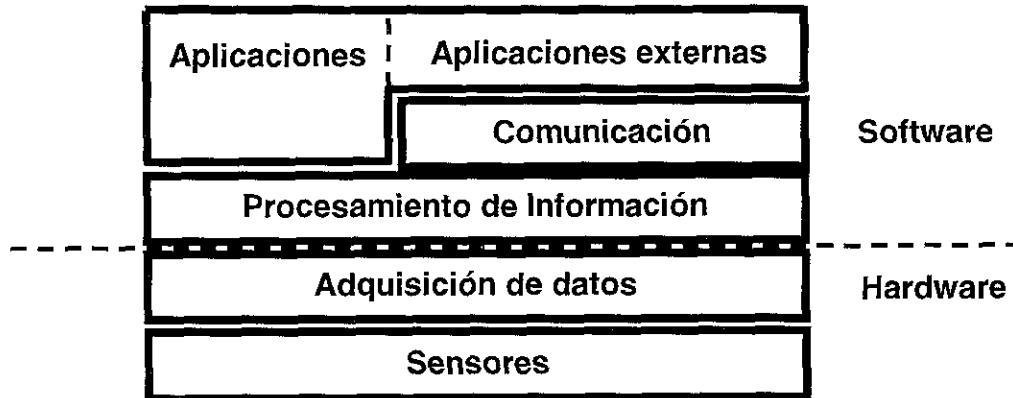 Aplicaciones
Aplicaciones externas
Comunicación
Software
Procesamiento de Información
Adquisición de datos
Hardware
Sensores